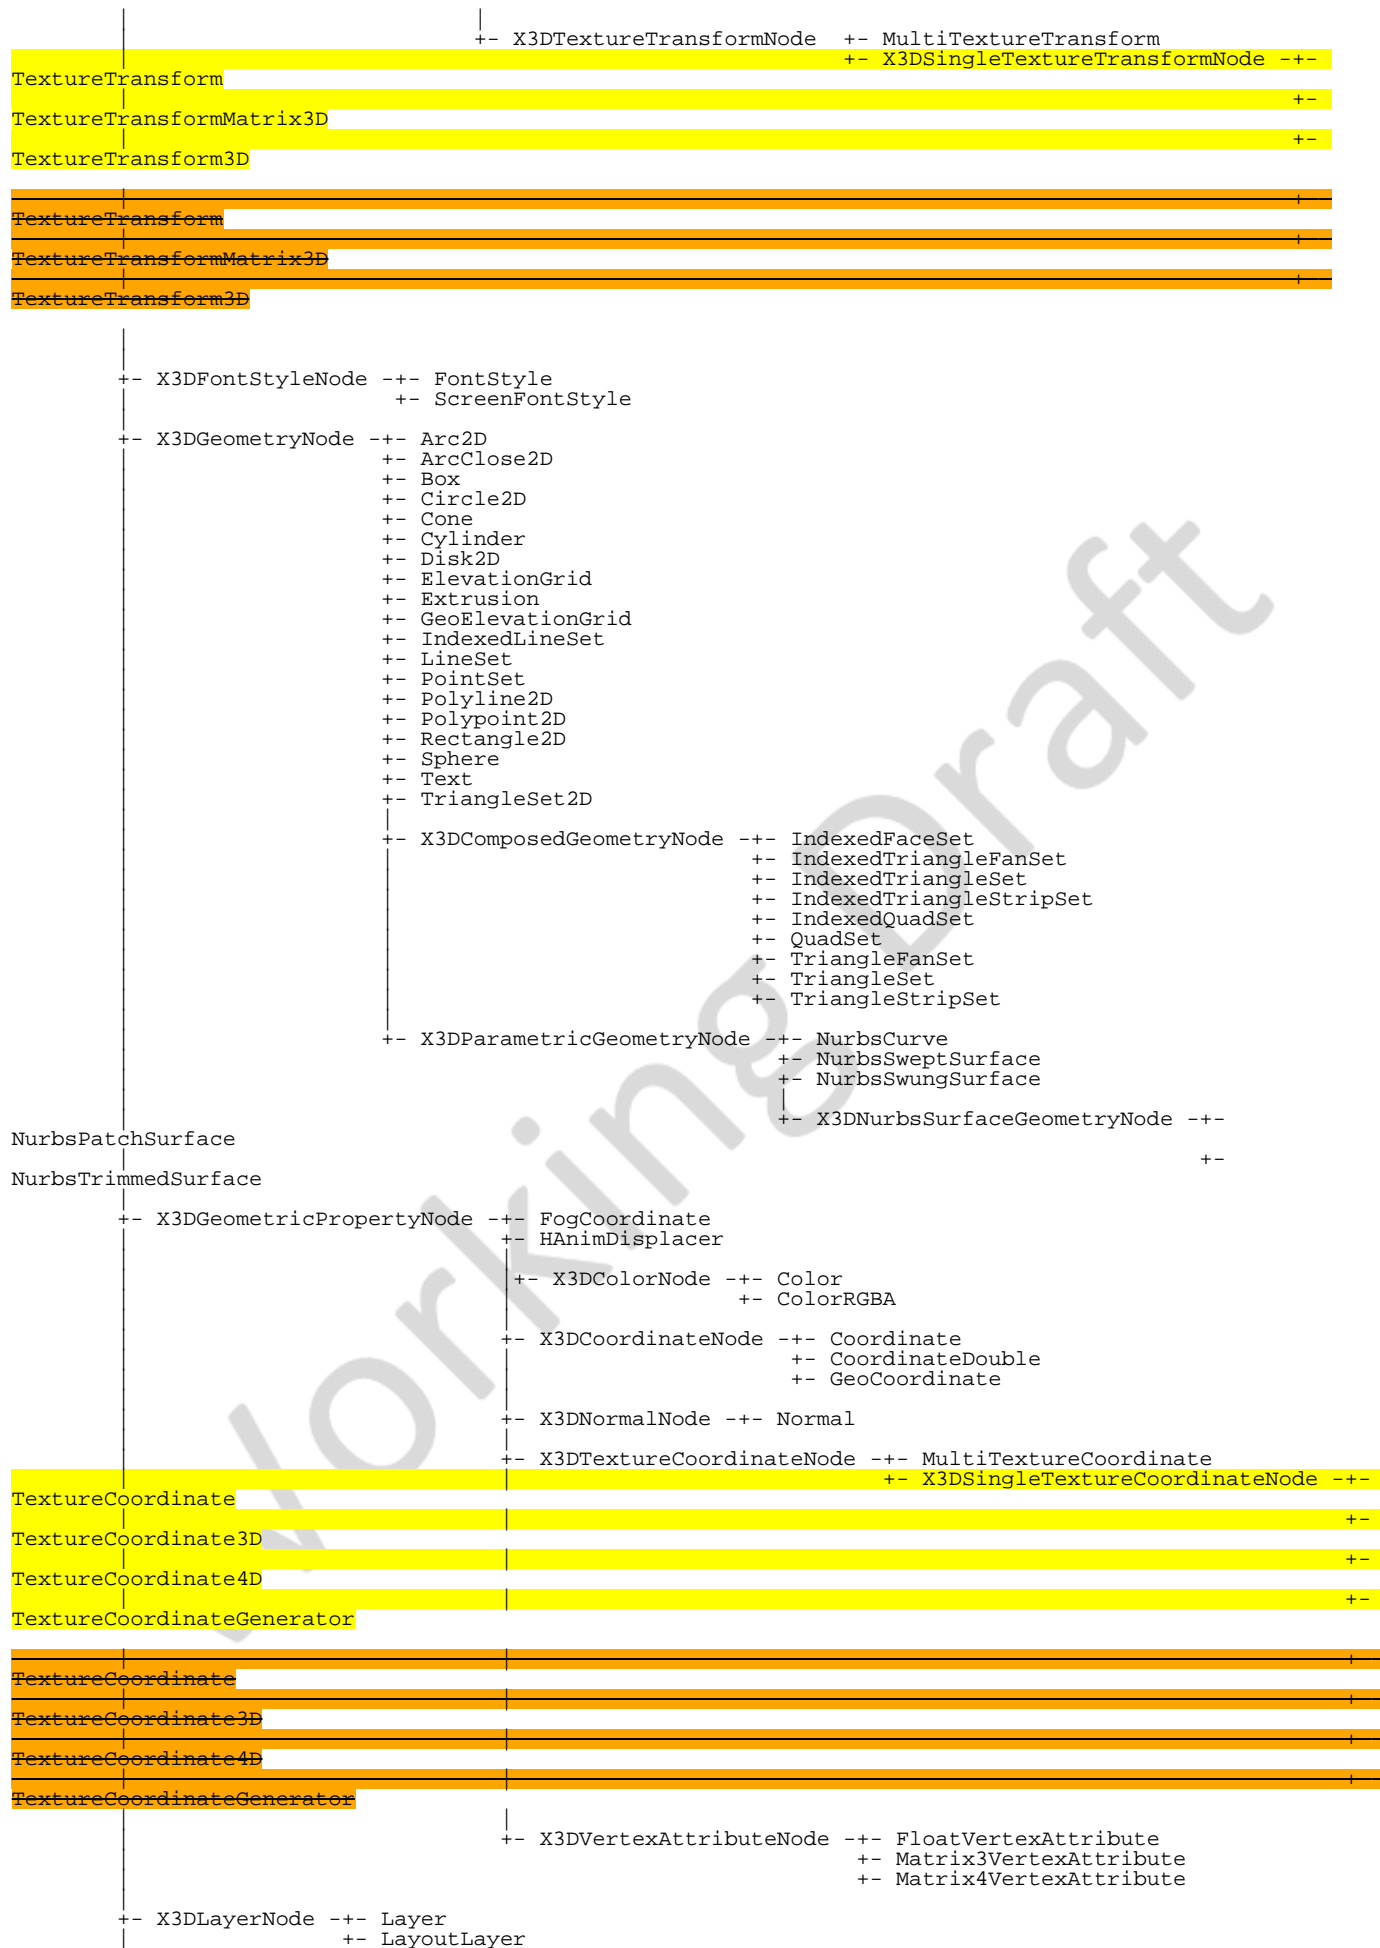 |                          |
+- X3DTextureTransformNode  +- MultiTextureTransform
|                                                      +- X3DSingleTextureTransformNode -+-
TextureTransform
|                                                                                        +-
TextureTransformMatrix3D
|                                                                                        +-
TextureTransform3D
|                                                                                        +-
TextureTransform
|                                                                                        +-
TextureTransformMatrix3D
|                                                                                        +-
TextureTransform3D
|
+- X3DFontStyleNode -+- FontStyle
|                    +- ScreenFontStyle
|
+- X3DGeometryNode -+- Arc2D
|                   +- ArcClose2D
|                   +- Box
|                   +- Circle2D
|                   +- Cone
|                   +- Cylinder
|                   +- Disk2D
|                   +- ElevationGrid
|                   +- Extrusion
|                   +- GeoElevationGrid
|                   +- IndexedLineSet
|                   +- LineSet
|                   +- PointSet
|                   +- Polyline2D
|                   +- Polypoint2D
|                   +- Rectangle2D
|                   +- Sphere
|                   +- Text
|                   +- TriangleSet2D
|                   |
|                   +- X3DComposedGeometryNode -+- IndexedFaceSet
|                   |                           +- IndexedTriangleFanSet
|                   |                           +- IndexedTriangleSet
|                   |                           +- IndexedTriangleStripSet
|                   |                           +- IndexedQuadSet
|                   |                           +- QuadSet
|                   |                           +- TriangleFanSet
|                   |                           +- TriangleSet
|                   |                           +- TriangleStripSet
|                   |
|                   +- X3DParametricGeometryNode -+- NurbsCurve
|                                                 +- NurbsSweptSurface
|                                                 +- NurbsSwungSurface
|                                                 |
|                                                 +- X3DNurbsSurfaceGeometryNode -+-
NurbsPatchSurface
|                                                                                 +-
NurbsTrimmedSurface
|
+- X3DGeometricPropertyNode -+- FogCoordinate
|                            +- HAnimDisplacer
|                            |
|                            |+- X3DColorNode -+- Color
|                            |                 +- ColorRGBA
|                            |
|                            +- X3DCoordinateNode -+- Coordinate
|                            |                     +- CoordinateDouble
|                            |                     +- GeoCoordinate
|                            |
|                            +- X3DNormalNode -+- Normal
|                            |
|                            +- X3DTextureCoordinateNode -+- MultiTextureCoordinate
|                            |                            +- X3DSingleTextureCoordinateNode -+-
TextureCoordinate
|                            |                                                               +-
TextureCoordinate3D
|                            |                                                               +-
TextureCoordinate4D
|                            |                                                               +-
TextureCoordinateGenerator
|                            |                                                               +-
TextureCoordinate
|                            |                                                               +-
TextureCoordinate3D
|                            |                                                               +-
TextureCoordinate4D
|                            |                                                               +-
TextureCoordinateGenerator
|                            |
|                            +- X3DVertexAttributeNode -+- FloatVertexAttribute
|                                                       +- Matrix3VertexAttribute
|                                                       +- Matrix4VertexAttribute
|
+- X3DLayerNode -+- Layer
|                +- LayoutLayer
Working Draft